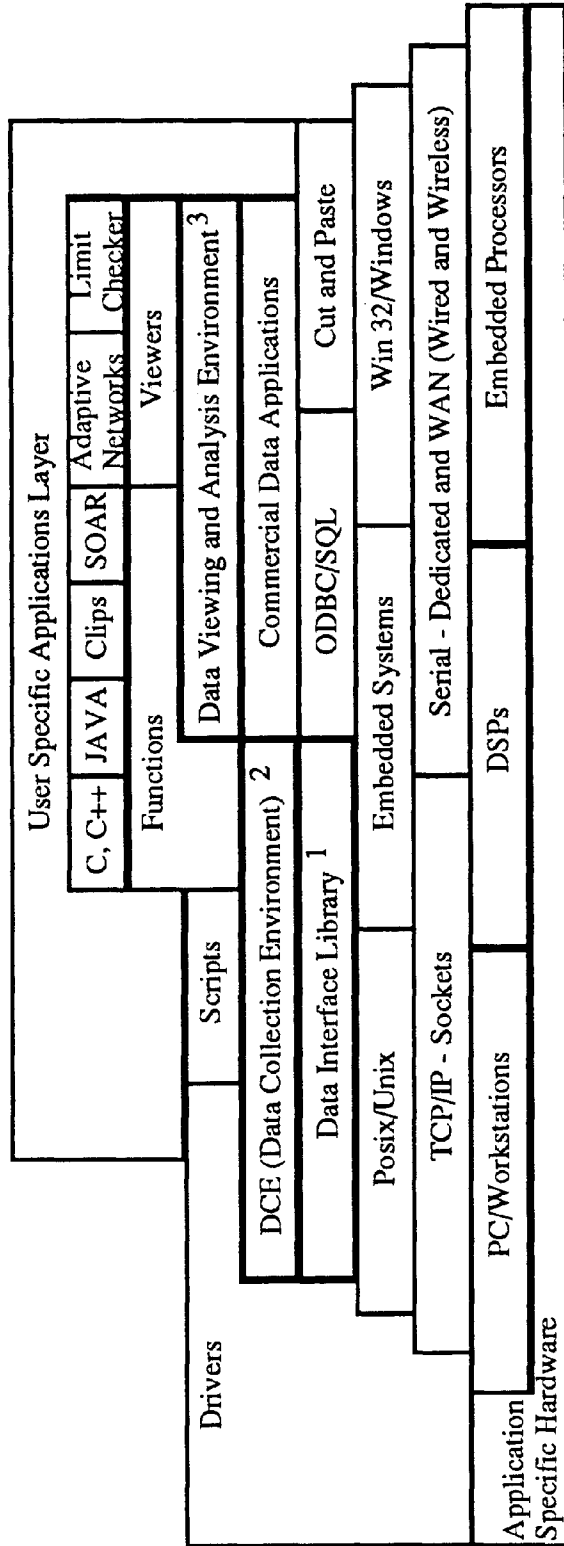 User Specific Applications Layer
C, C++ JAVA Clips SOAR Adaptive Networks Limit Checker
Functions Viewers
Drivers Scripts Data Viewing and Analysis Environment 3
DCE (Data Collection Environment) 2 Commercial Data Applications
Data Interface Library 1 ODBC/SQL Cut and Paste
Posix/Unix Embedded Systems Win 32/Windows
TCP/IP - Sockets Serial - Dedicated and WAN (Wired and Wireless)
Application
Specific Hardware
PC/Workstations DSPs Embedded Processors